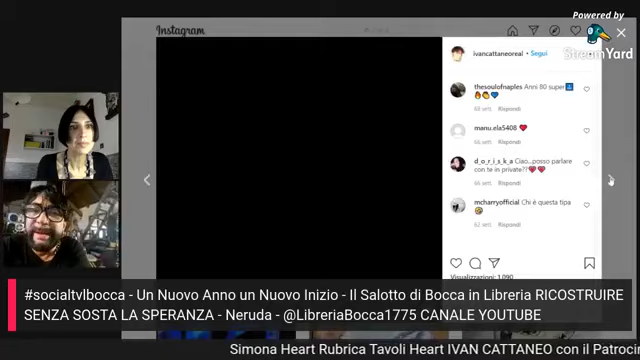 Powered by
StreamYard
Instagram
ivancattaneoreal • Segui
thesoulofnaples Anni 80 super
68 sett. Rispondi
manu.ela5408
66 sett. Rispondi
d_o_r_i_s_k_a Ciao...posso parlare
con te in private??
66 sett. Rispondi
mcharryofficial Chi è questa tipa
62 sett. Rispondi
Visualizzazioni: 1.090
#socialtvlbocca - Un Nuovo Anno un Nuovo Inizio - Il Salotto di Bocca in Libreria RICOSTRUIRE
SENZA SOSTA LA SPERANZA - Neruda - @LibreriaBocca1775 CANALE YOUTUBE
Simona Heart Rubrica Tavoli Heart IVAN CATTANEO con il Patroci